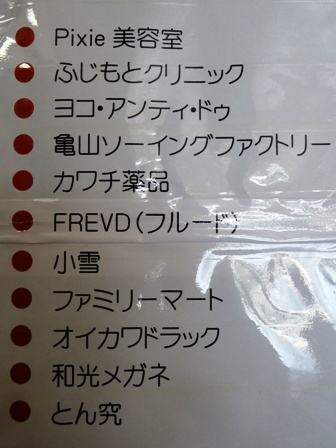 Pixie 美容室
ふじもとクリニック
ヨコ・アンティ・ドゥ
亀山ソーイングファクトリー
カワチ薬品
FREVD(フルード)
小雪
ファミリーマート
オイカワドラック
和光メガネ
とん究